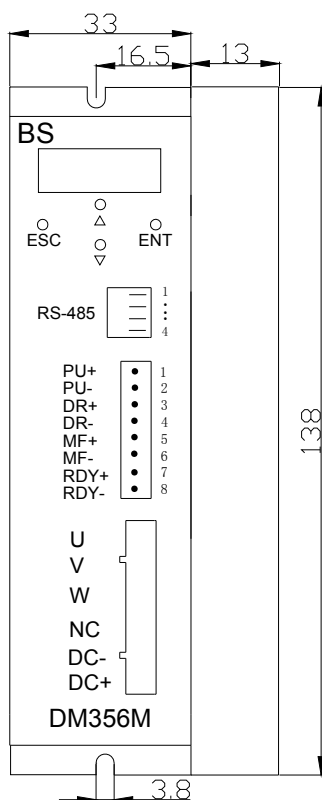 33
16.5 13
BS
ESC ENT
RS-485
1
4
PU+ 1
PU- 2
DR+ 3
DR- 4
MF+ 5
MF- 6
RDY+ 7
RDY- 8
138
U
V
W
NC
DC-
DC+
DM356M
3.8